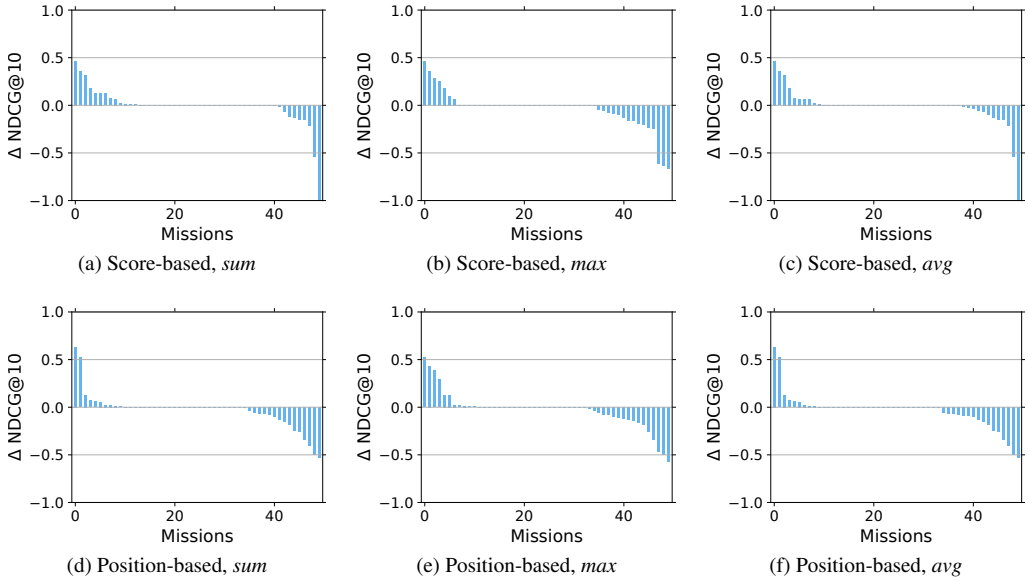 1.0
0.5
0.0
−0.5
−1.0
Δ NDCG@10
0
20
40
Missions
(a) Score-based, sum
1.0
0.5
0.0
−0.5
−1.0
Δ NDCG@10
0
20
40
Missions
(b) Score-based, max
1.0
0.5
0.0
−0.5
−1.0
Δ NDCG@10
0
20
40
Missions
(c) Score-based, avg
1.0
0.5
0.0
−0.5
−1.0
Δ NDCG@10
0
20
40
Missions
(d) Position-based, sum
1.0
0.5
0.0
−0.5
−1.0
Δ NDCG@10
0
20
40
Missions
(e) Position-based, max
1.0
0.5
0.0
−0.5
−1.0
Δ NDCG@10
0
20
40
Missions
(f) Position-based, avg